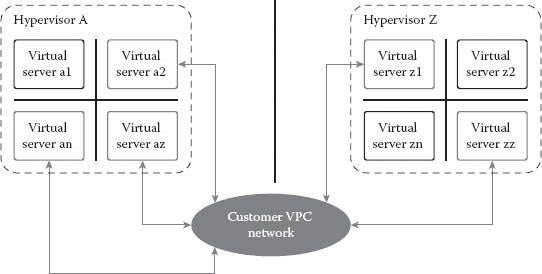 Hypervisor A
Virtual
server a1
Virtual
server a2
Virtual
server an
Virtual
server az
Hypervisor Z
Virtual
server z1
Virtual
server z2
Virtual
server zn
Virtual
server zz
Customer VPC
network